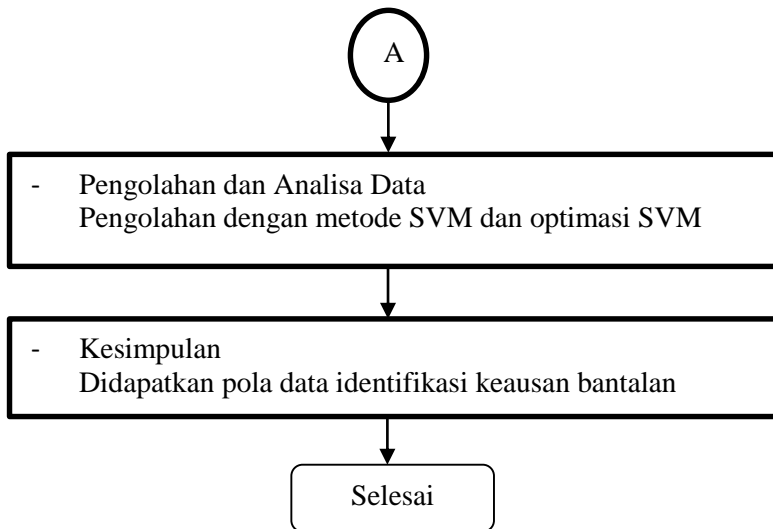 A
- Pengolahan dan Analisa Data
Pengolahan dengan metode SVM dan optimasi SVM
- Kesimpulan
Didapatkan pola data identifikasi keausan bantalan
Selesai